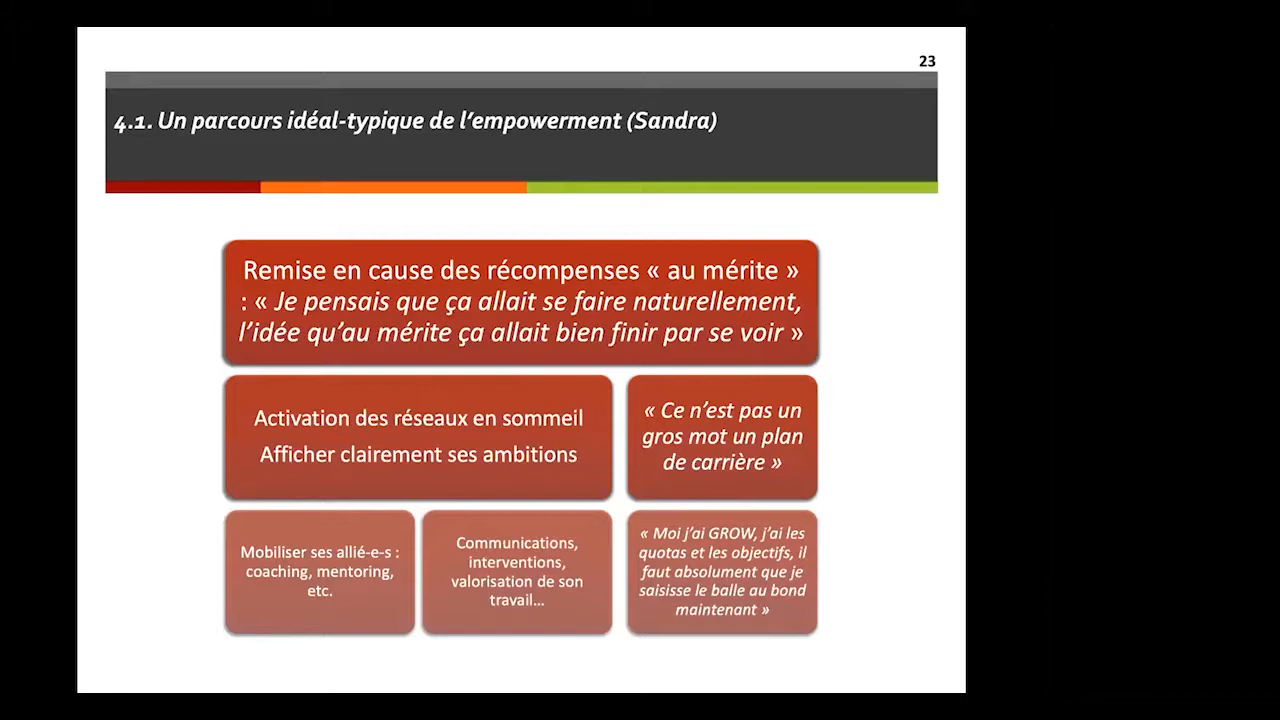 23
4.1. Un parcours idéal-typique de l'empowerment (Sandra)
Remise en cause des récompenses « au mérite »
: « Je pensais que ça allait se faire naturellement,
l'idée qu'au mérite ça allait bien finir par se voir »
Activation des réseaux en sommeil
Afficher clairement ses ambitions
« Ce n'est pas un
gros mot un plan
de carrière »
Mobiliser ses allié-e-s :
coaching, mentoring,
etc.
Communications,
interventions,
valorisation de son
travail…
« Moi j'ai GROW, j'ai les
quotas et les objectifs, il
faut absolument que je
saisisse le balle au bond
maintenant »